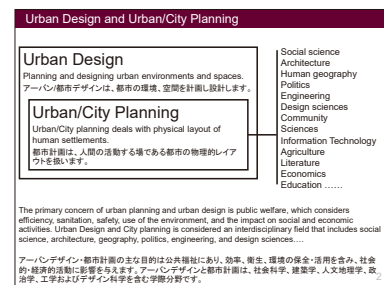 Urban Design and Urban/City Planning
Urban Design
Planning and designing urban environments and spaces.
アーバン/都市デザインは、都市の環境、空間を計画し設計します。
Urban/City Planning
Urban/City planning deals with physical layout of
human settlements.
都市計画は、人間の活動する場である都市の物理的レイア
ウトを扱います。
Social science
Architecture
Human geography
Politics
Engineering
Design sciences
Community
Sciences
Information Technology
Agriculture
Literature
Economics
Education ……
The primary concern of urban planning and urban design is public welfare, which considers
efficiency, sanitation, safety, use of the environment, and the impact on social and economic
activities. Urban Design and City Planning is considered an interdisciplinary field that includes social
science, architecture, geography, politics, engineering, and design sciences….
アーバンデザイン・都市計画の主な目的は公共福祉にあり、効率、衛生、環境の保全・活用を含み、社会
的・経済的活動に影響を与えます。アーバンデザインと都市計画は、社会科学、建築学、人文地理学、政
治学、工学およびデザイン科学を含む学際分野です。
2